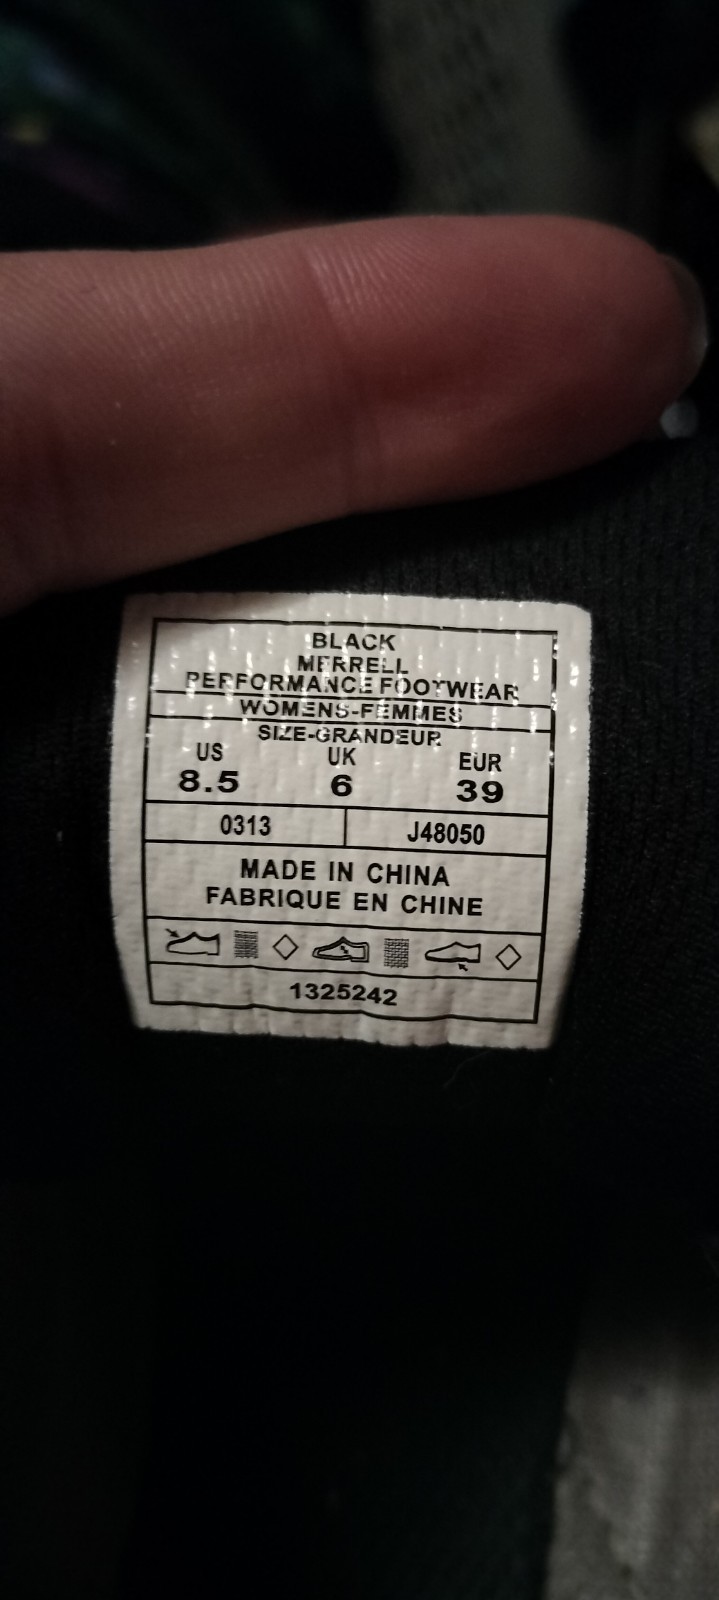 BLACK
MERRELL
PERFORMANCE FOOTWEAR
WOMENS-FEMMES
SIZE-GRANDEUR
US UK EUR
8.5 6 39
0313 J48050
MADE IN CHINA
FABRIQUE EN CHINE
1325242